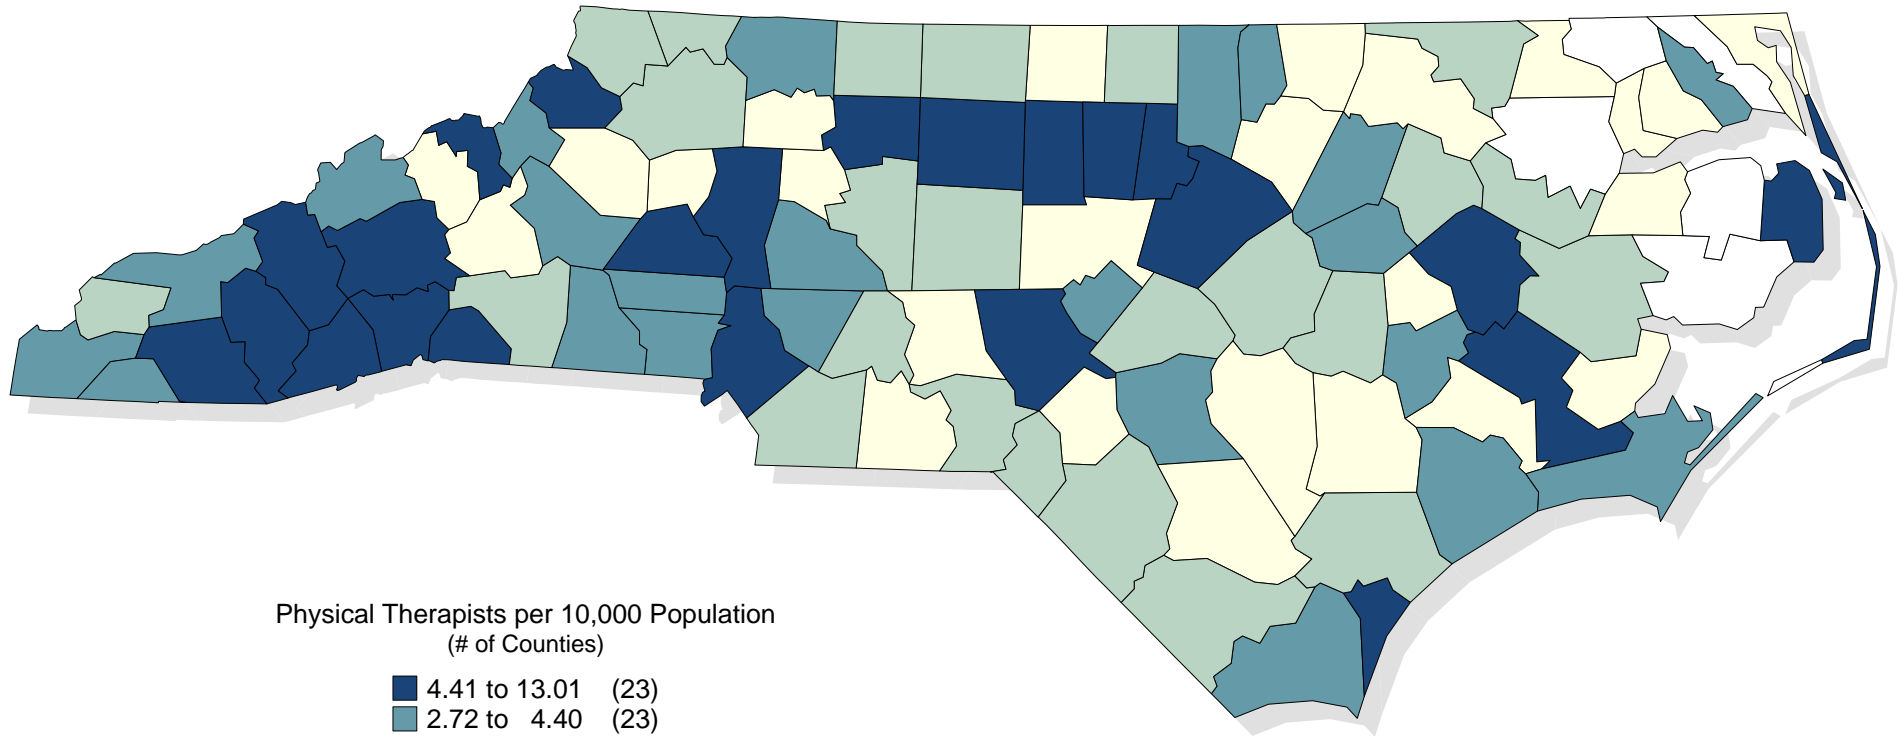 Physical Therapists per 10,000 Population
(# of Counties)
4.41 to 13.01 (23)
2.72 to 4.40 (23)